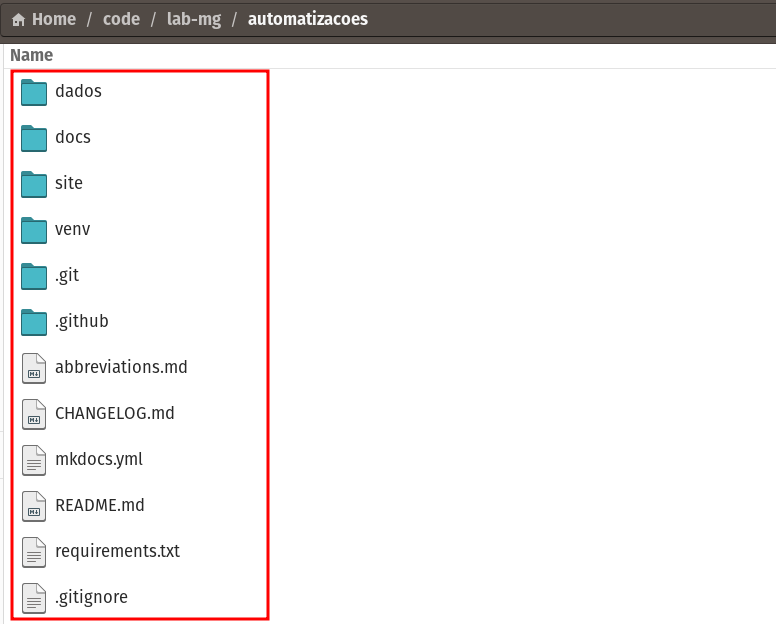 Home / code / lab-mg / automatizacoes
Name
dados
docs
site
venv
.git
.github
abbreviations.md
CHANGELOG.md
mkdocs.yml
README.md
requirements.txt
.gitignore